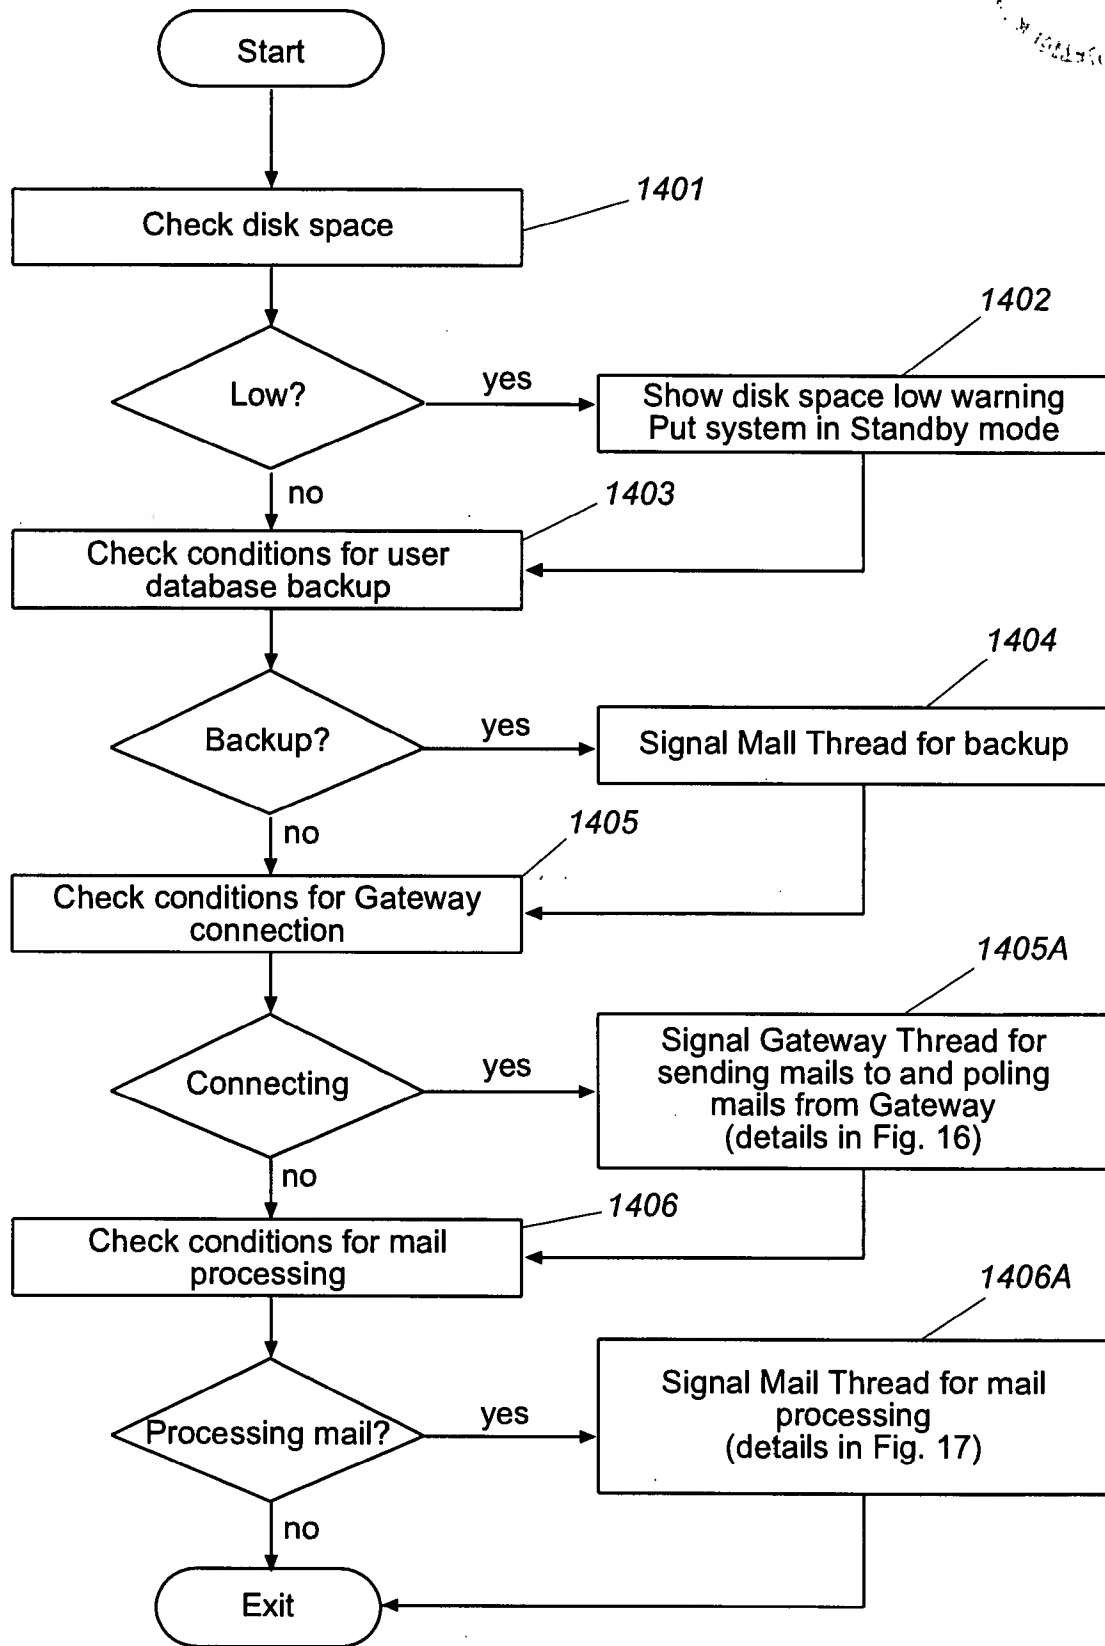 Start
1401
Check disk space
1402
Low?
yes
Show disk space low warning
Put system in Standby mode
no
1403
Check conditions for user
database backup
1404
Backup?
yes
Signal Mall Thread for backup
no
1405
Check conditions for Gateway
connection
1405A
Connecting
yes
Signal Gateway Thread for
sending mails to and poling
mails from Gateway
(details in Fig. 16)
no
1406
Check conditions for mail
processing
1406A
Processing mail?
yes
Signal Mail Thread for mail
processing
(details in Fig. 17)
no
Exit